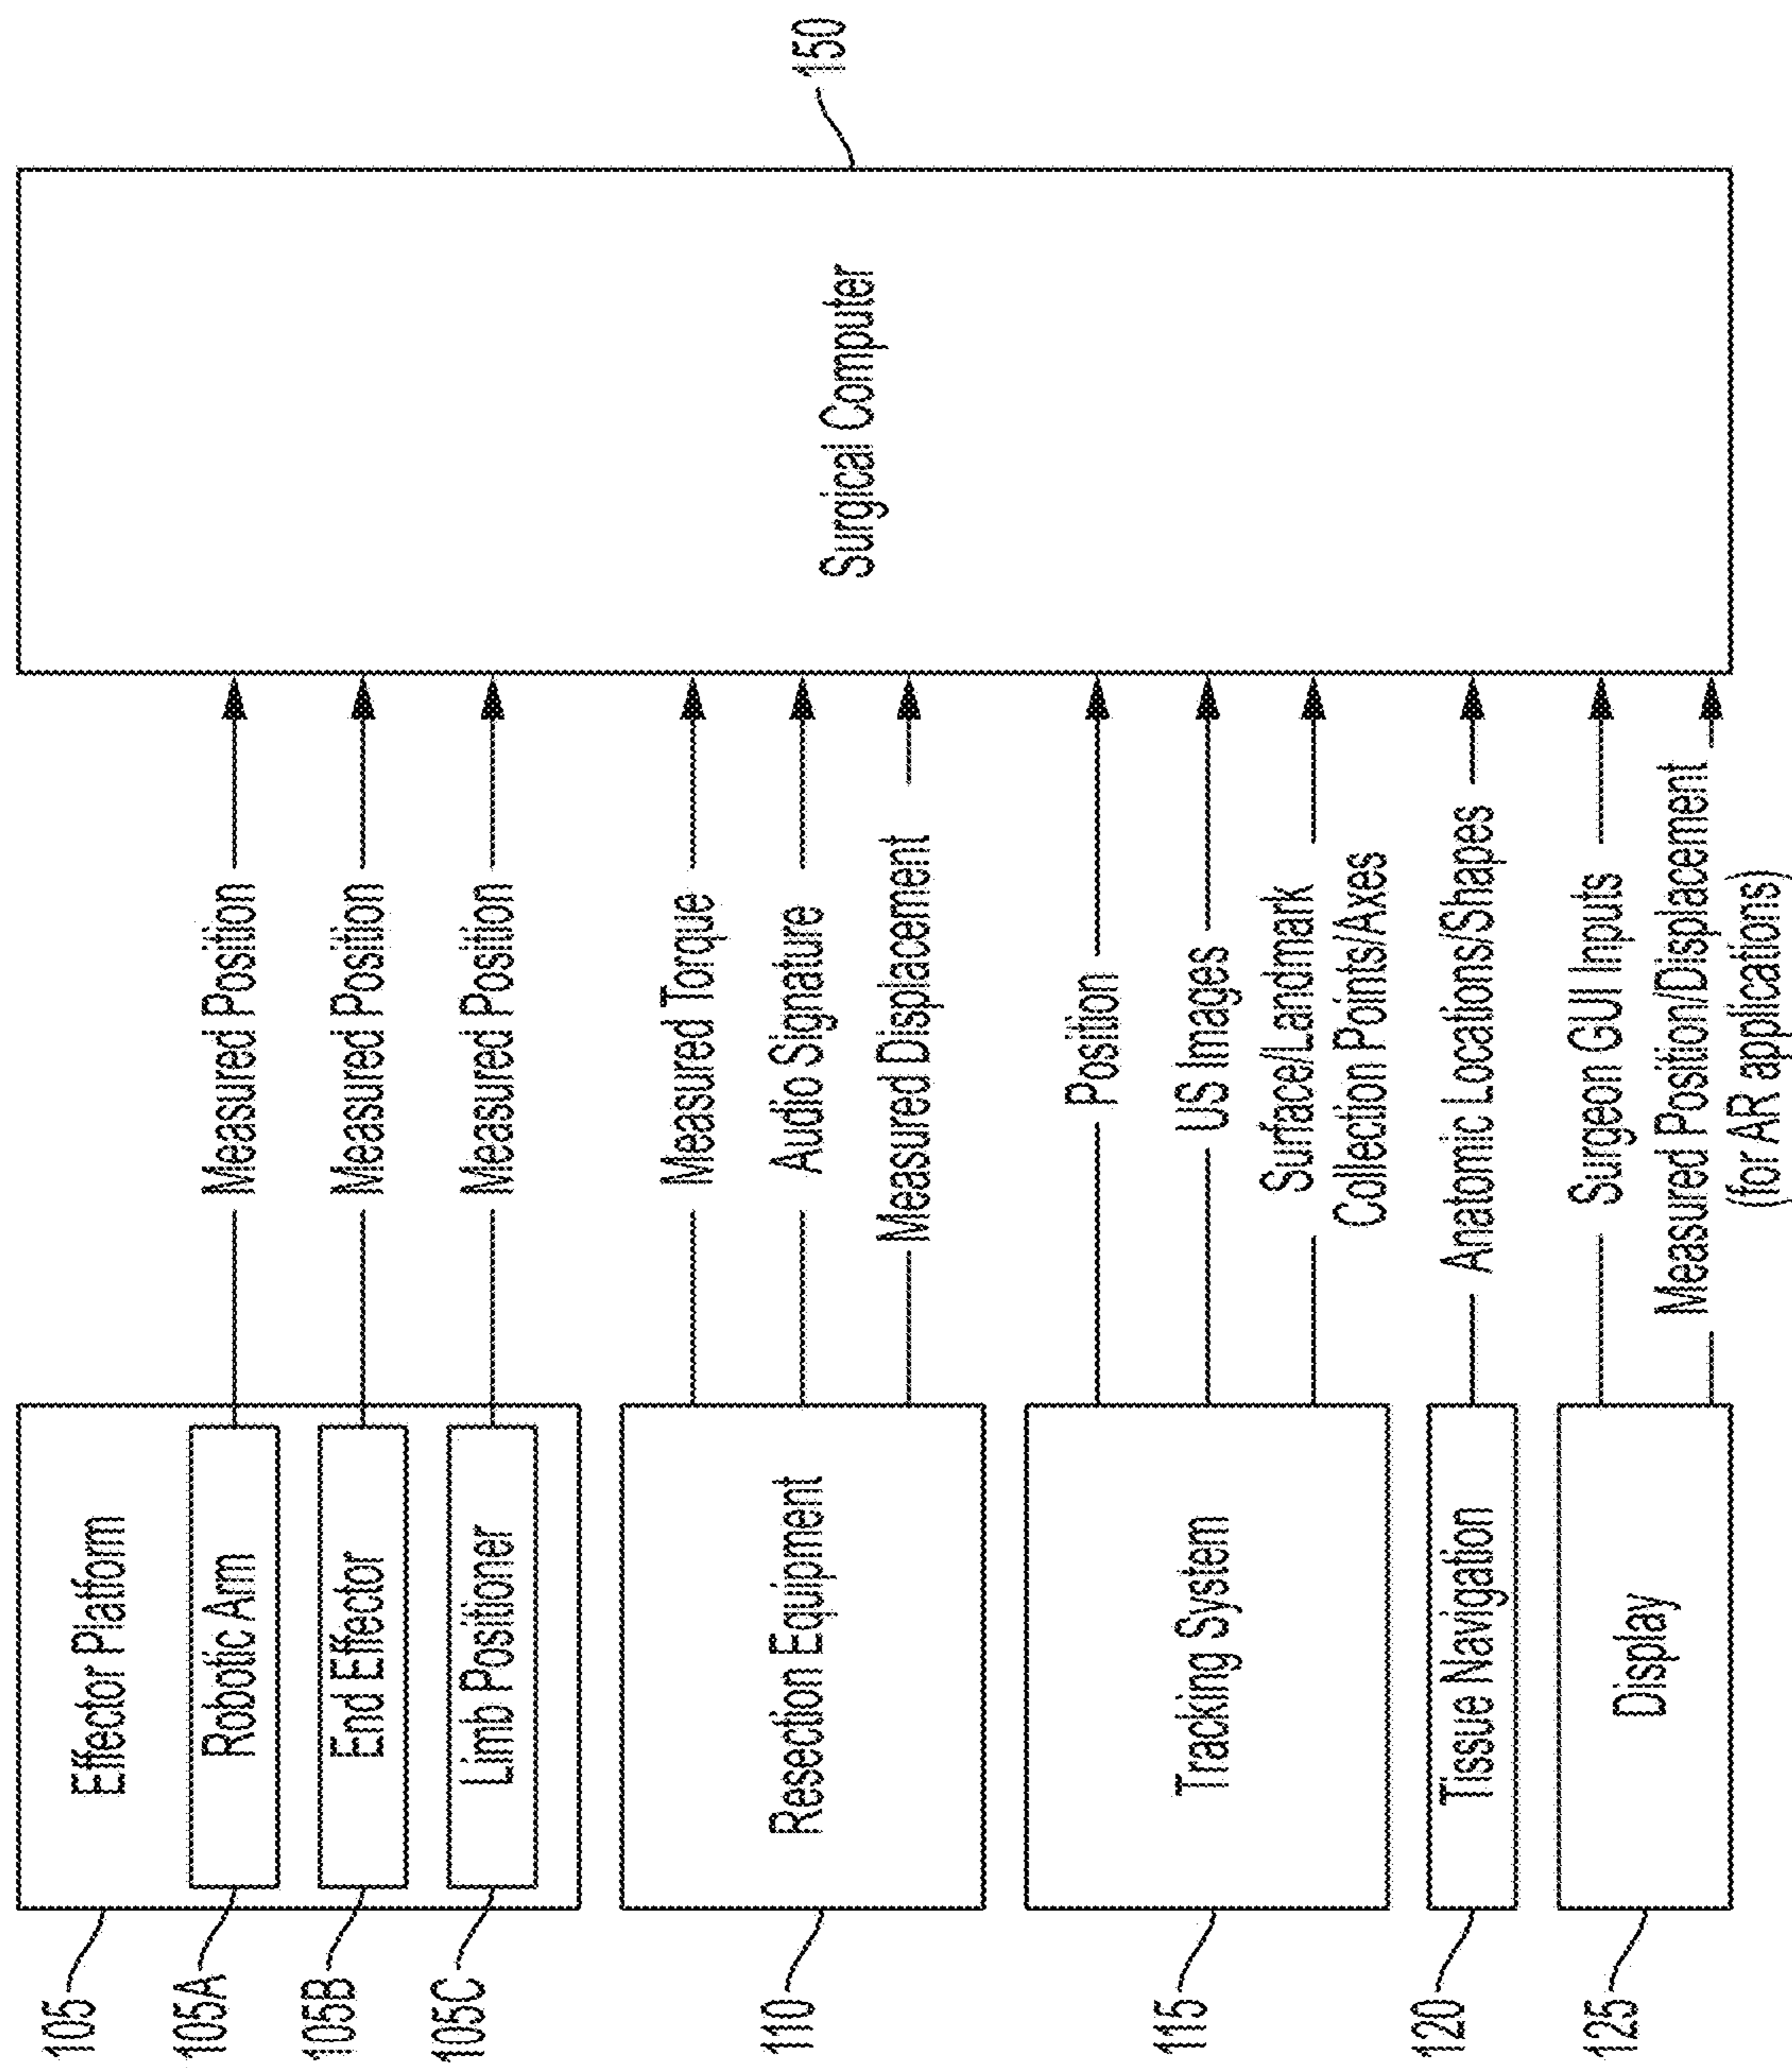 105
Effector Platform
105A
Robotic Arm
Measured Position
105B
End Effector
Measured Position
105C
Limb Positioner
Measured Position
110
Resection Equipment
Measured Torque
Audio Signature
Measured Displacement
115
Tracking System
Position
US Images
Surface/Landmark
Collection Points/Axes
120
Tissue Navigation
Anatomic Locations/Shapes
125
Display
Surgeon GUI Inputs
Measured Position/Displacement
(for AR applications)
Surgical Computer
150